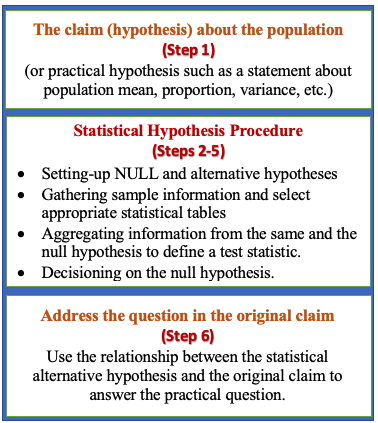 The claim (hypothesis) about the population
(Step 1)
(or practical hypothesis such as a statement about
population mean, proportion, variance, etc.)
Statistical Hypothesis Procedure
(Steps 2-5)
• Setting-up NULL and alternative hypotheses
• Gathering sample information and select
appropriate statistical tables
• Aggregating information from the same and the
null hypothesis to define a test statistic.
• Decisioning on the null hypothesis.
Address the question in the original claim
(Step 6)
Use the relationship between the statistical
alternative hypothesis and the original claim to
answer the practical question.